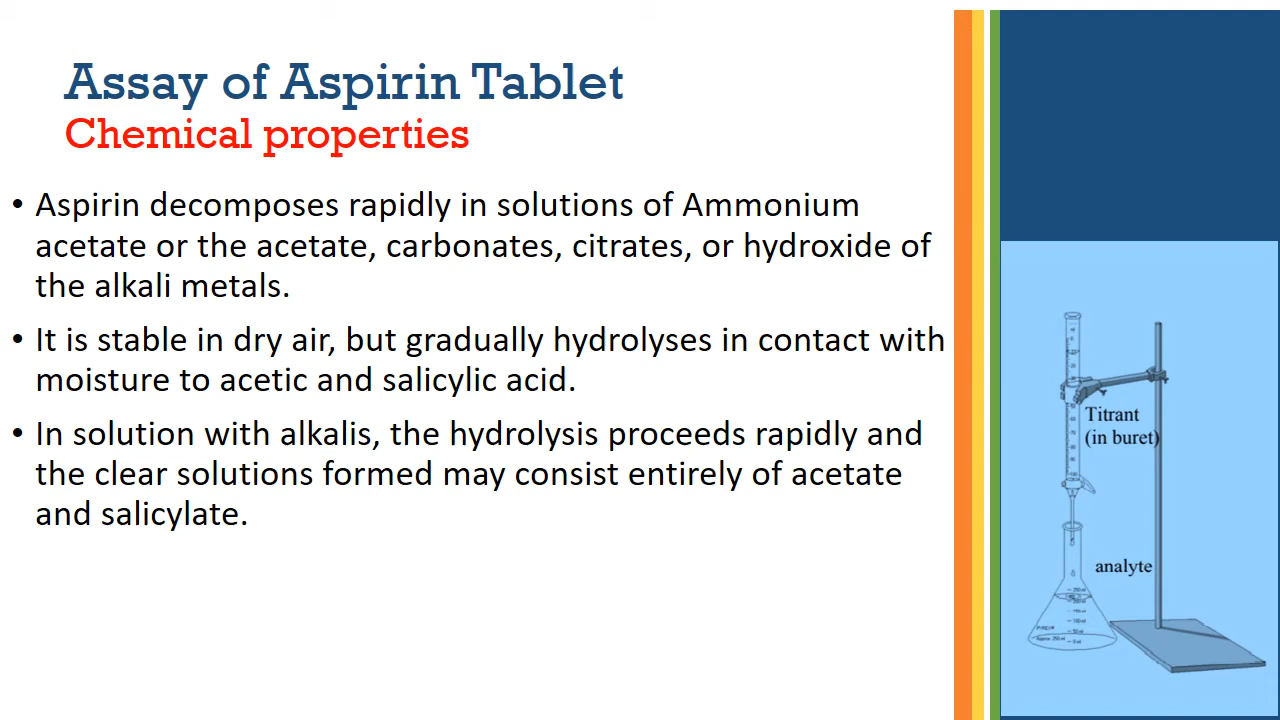 Assay of Aspirin Tablet
Chemical properties
• Aspirin decomposes rapidly in solutions of Ammonium
acetate or the acetate, carbonates, citrates, or hydroxide of
the alkali metals.
• It is stable in dry air, but gradually hydrolyses in contact with
moisture to acetic and salicylic acid.
• In solution with alkalis, the hydrolysis proceeds rapidly and
the clear solutions formed may consist entirely of acetate
and salicylate.
Titrant
(in buret)
analyte